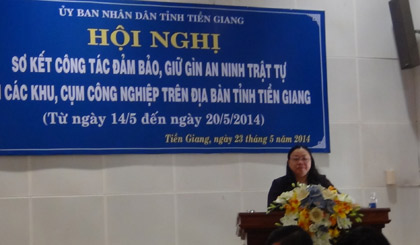 ỦY BAN NHÂN DÂN TỈNH TIỀN GIANG
HỘI NGHỊ
SƠ KẾT CÔNG TÁC ĐẢM BẢO, GIỮ GÌN AN NINH TRẬT TỰ
CÁC KHU, CỤM CÔNG NGHIỆP TRÊN ĐỊA BÀN TỈNH TIỀN GIANG
(Từ ngày 14/5 đến ngày 20/5/2014)
Tiền Giang, ngày 23 tháng 5 năm 2014